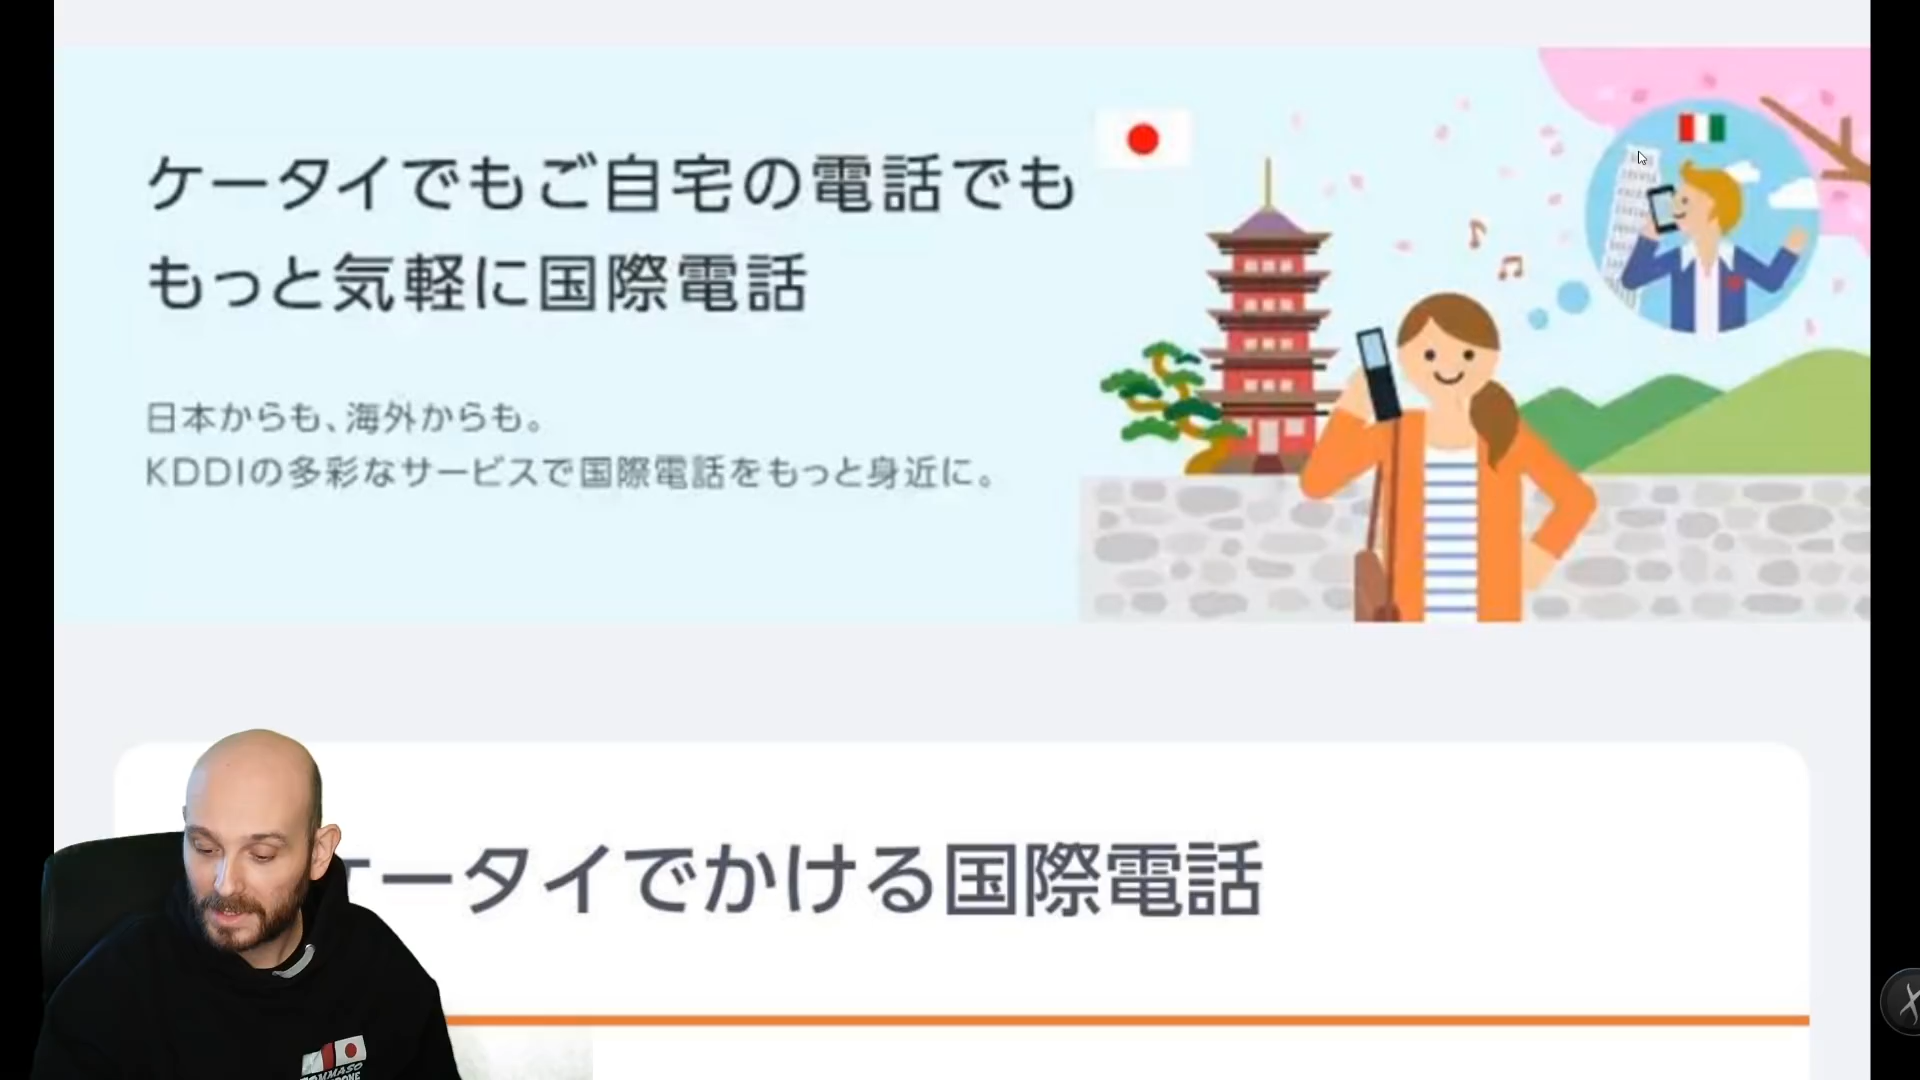 ケータイでもご自宅の電話でも
もっと気軽に国際電話
日本からも、海外からも。
KDDIの多彩なサービスで国際電話をもっと身近に。
ケータイでかける国際電話